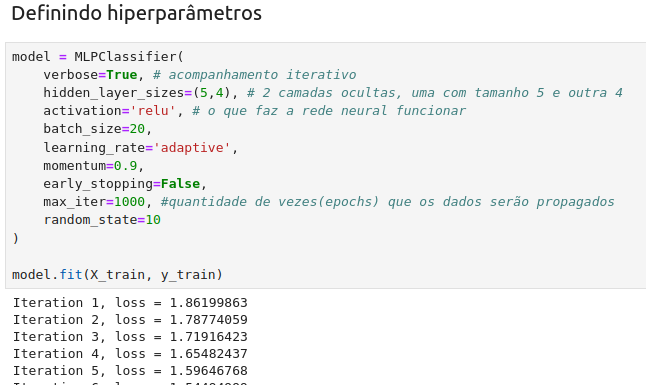 Definindo hiperparâmetros
model = MLPClassifier(
    verbose=True, # acompanhamento iterativo
    hidden_layer_sizes=(5,4), # 2 camadas ocultas, uma com tamanho 5 e outra 4
    activation='relu', # o que faz a rede neural funcionar
    batch_size=20,
    learning_rate='adaptive',
    momentum=0.9,
    early_stopping=False,
    max_iter=1000, #quantidade de vezes(epochs) que os dados serão propagados
    random_state=10
)
model.fit(X_train, y_train)
Iteration 1, loss = 1.86199863
Iteration 2, loss = 1.78774059
Iteration 3, loss = 1.71916423
Iteration 4, loss = 1.65482437
Iteration 5, loss = 1.59646768